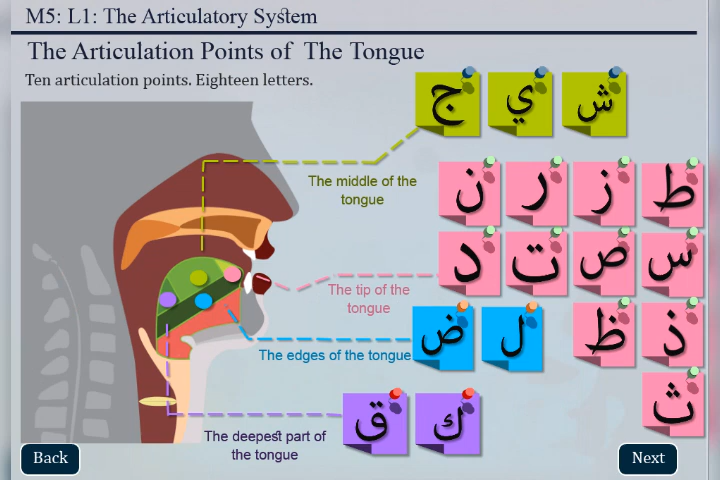 M5: L1: The Articulatory System
The Articulation Points of The Tongue
Ten articulation points. Eighteen letters.
ج ي ش
The middle of the
tongue
ن ر ز ط
د ت ص س
The tip of the
tongue
ض ل ظ ذ
The edges of the tongue
ث
ق ك
The deepest part of
the tongue
Back
Next